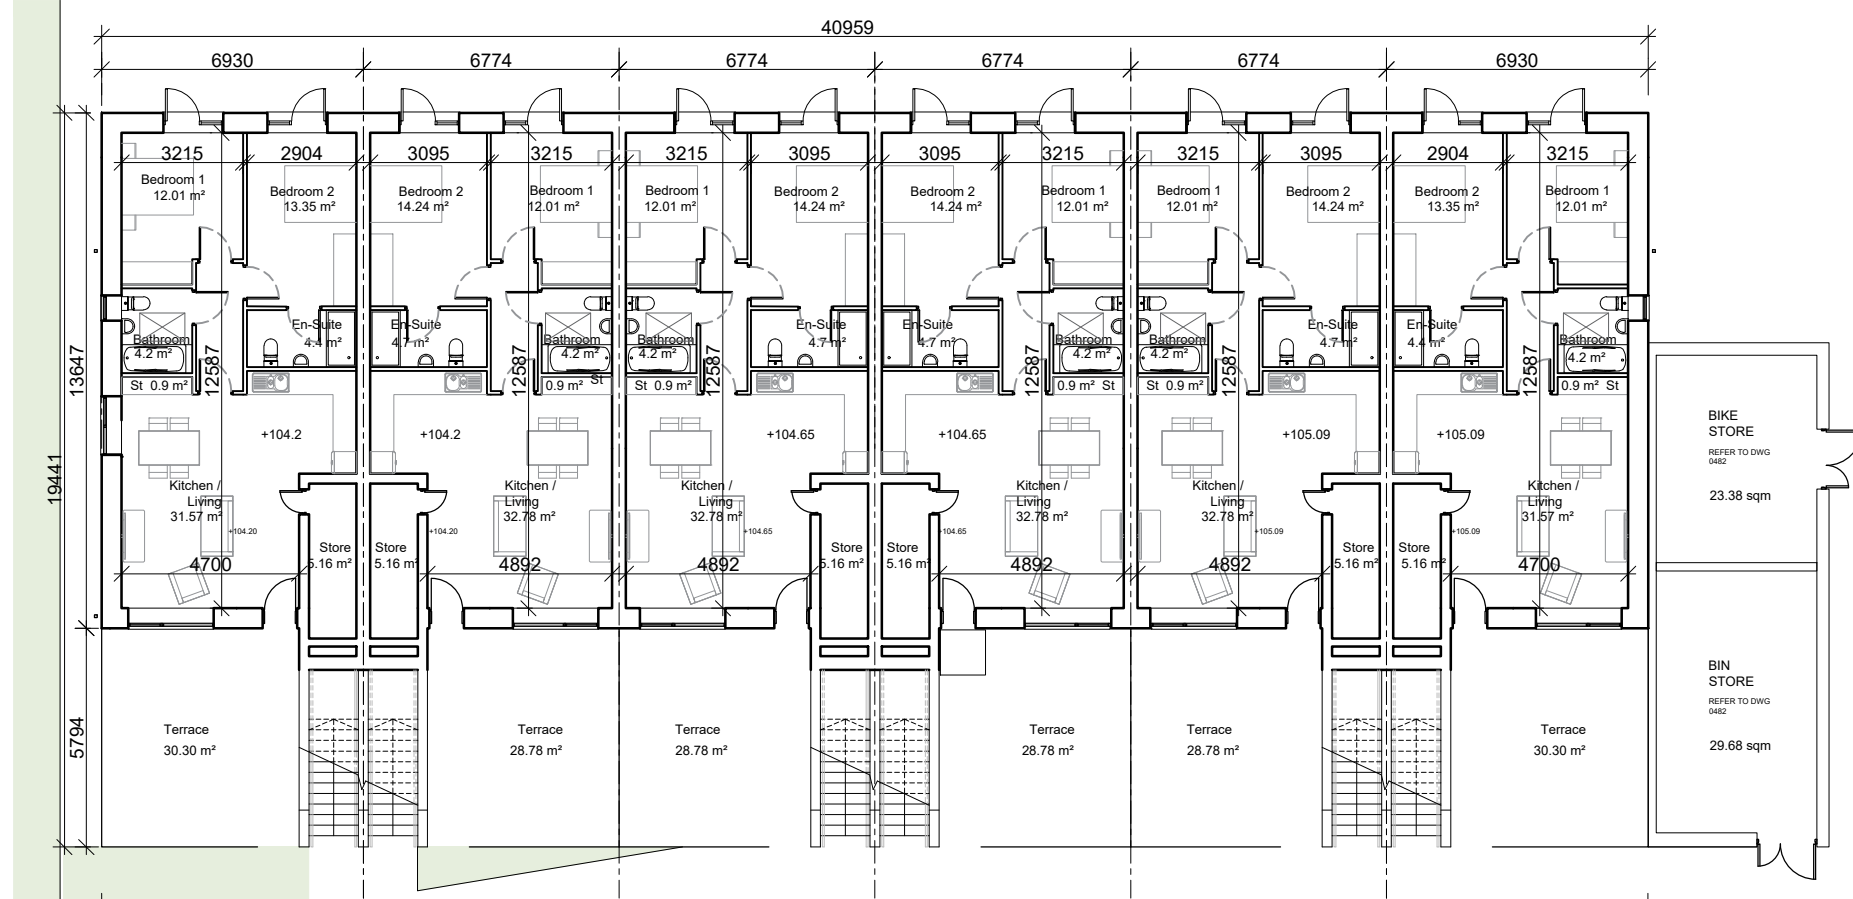 40959
6930 6774 6774 6774 6774 6930
3215 2904 3095 3215 3215 3095 3095 3215 3215 3095 2904 3215
Bedroom 1
12.01 m²
Bedroom 2
13.35 m²
Bedroom 2
14.24 m²
Bedroom 1
12.01 m²
Bedroom 1
12.01 m²
Bedroom 2
14.24 m²
Bedroom 2
14.24 m²
Bedroom 1
12.01 m²
Bedroom 1
12.01 m²
Bedroom 2
14.24 m²
Bedroom 2
13.35 m²
Bedroom 1
12.01 m²
En-Suite
4.4 m²
En-Suite
4.7 m²
En-Suite
4.7 m²
En-Suite
4.7 m²
En-Suite
4.7 m²
En-Suite
4.4 m²
Bathroom
4.2 m²
Bathroom
4.2 m²
Bathroom
4.2 m²
Bathroom
4.2 m²
Bathroom
4.2 m²
Bathroom
4.2 m²
13647
19441
5794
12587 12587 12587 12587 12587 12587
St 0.9 m²
0.9 m² St
St 0.9 m²
0.9 m² St
St 0.9 m²
0.9 m² St
+104.2 +104.2 +104.65 +104.65 +105.09 +105.09
Kitchen /
Living
31.57 m²
Kitchen /
Living
32.78 m²
Kitchen /
Living
32.78 m²
Kitchen /
Living
32.78 m²
Kitchen /
Living
32.78 m²
Kitchen /
Living
31.57 m²
+104.20 +104.20 +104.65 +104.65 +105.09 +105.09
Store
5.16 m²
Store
5.16 m²
Store
5.16 m²
Store
5.16 m²
Store
5.16 m²
Store
5.16 m²
4700 4892 4892 4892 4892 4700
Terrace
30.30 m²
Terrace
28.78 m²
Terrace
28.78 m²
Terrace
28.78 m²
Terrace
28.78 m²
Terrace
30.30 m²
BIKE
STORE
REFER TO DWG
0482
23.38 sqm
BIN
STORE
REFER TO DWG
0482
29.68 sqm